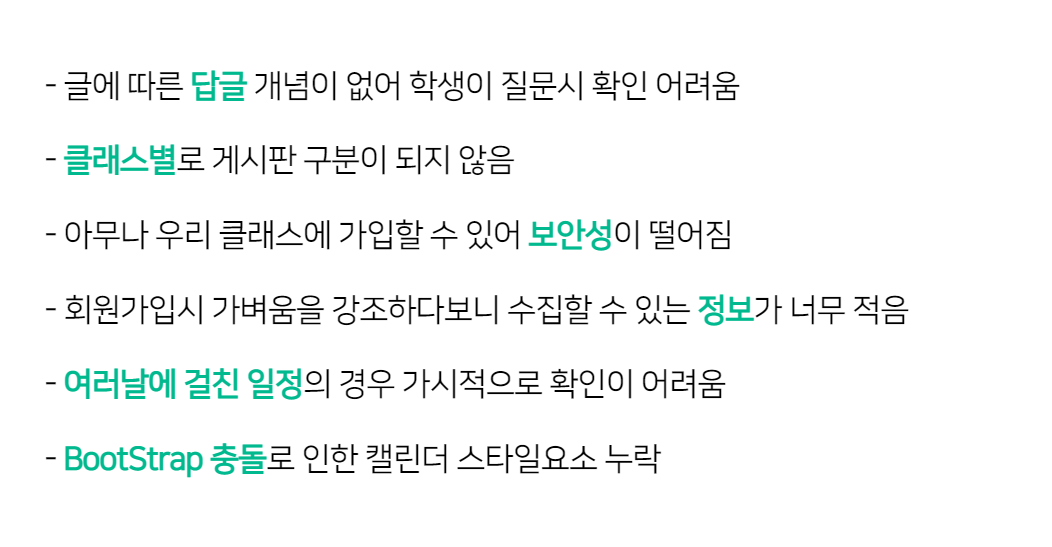 - 글에 따른 답글 개념이 없어 학생이 질문시 확인 어려움
- 클래스별로 게시판 구분이 되지 않음
- 아무나 우리 클래스에 가입할 수 있어 보안성이 떨어짐
- 회원가입시 가벼움을 강조하다보니 수집할 수 있는 정보가 너무 적음
- 여러날에 걸친 일정의 경우 가시적으로 확인이 어려움
- BootStrap 충돌로 인한 캘린더 스타일요소 누락